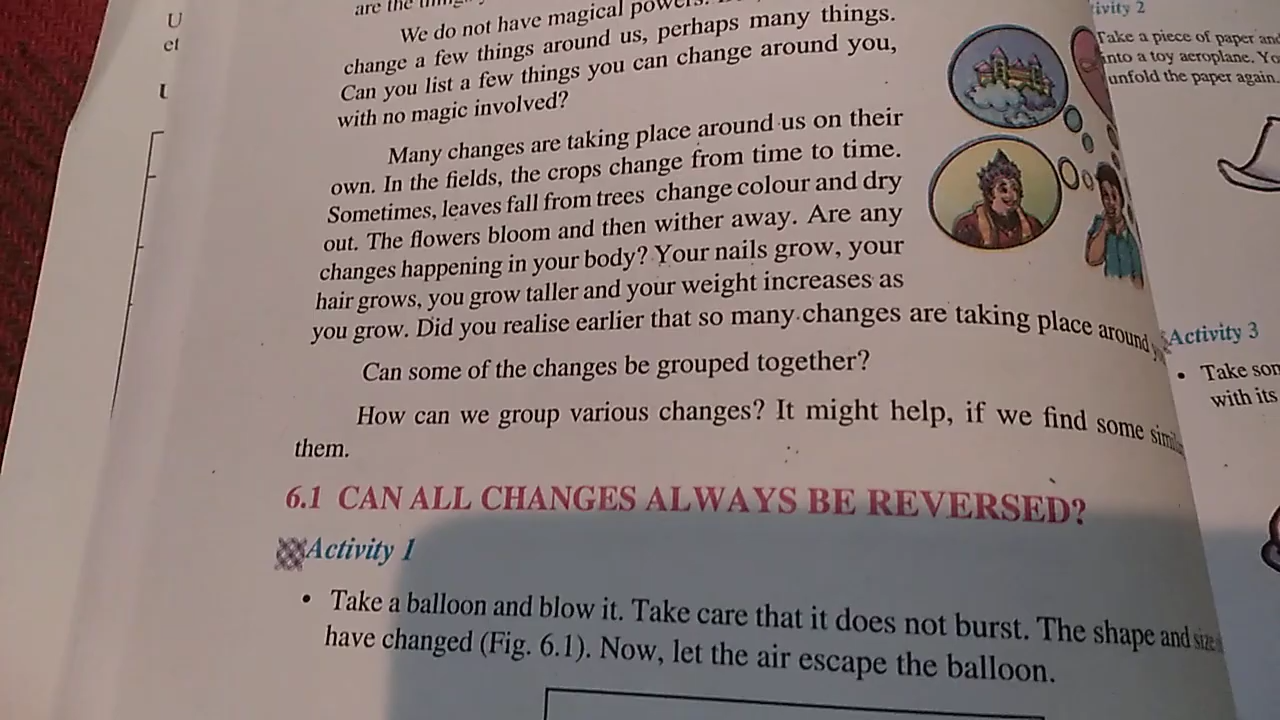 U
et
are the
We do not have magical powers.
change a few things around us, perhaps many things.
Can you list a few things you can change around you,
with no magic involved?
Many changes are taking place around us on their
own. In the fields, the crops change from time to time.
Sometimes, leaves fall from trees change colour and dry
out. The flowers bloom and then wither away. Are any
changes happening in your body? Your nails grow, your
hair grows, you grow taller and your weight increases as
you grow. Did you realise earlier that so many changes are taking place around
Can some of the changes be grouped together?
How can we group various changes? It might help, if we find some
them.
6.1 CAN ALL CHANGES ALWAYS BE REVERSED?
Activity 1
• Take a balloon and blow it. Take care that it does not burst. The shape and size
have changed (Fig. 6.1). Now, let the air escape the balloon.
tivity 2
Take a piece of paper and
into a toy aeroplane. Yo
unfold the paper again.
Activity 3
• Take som
with its